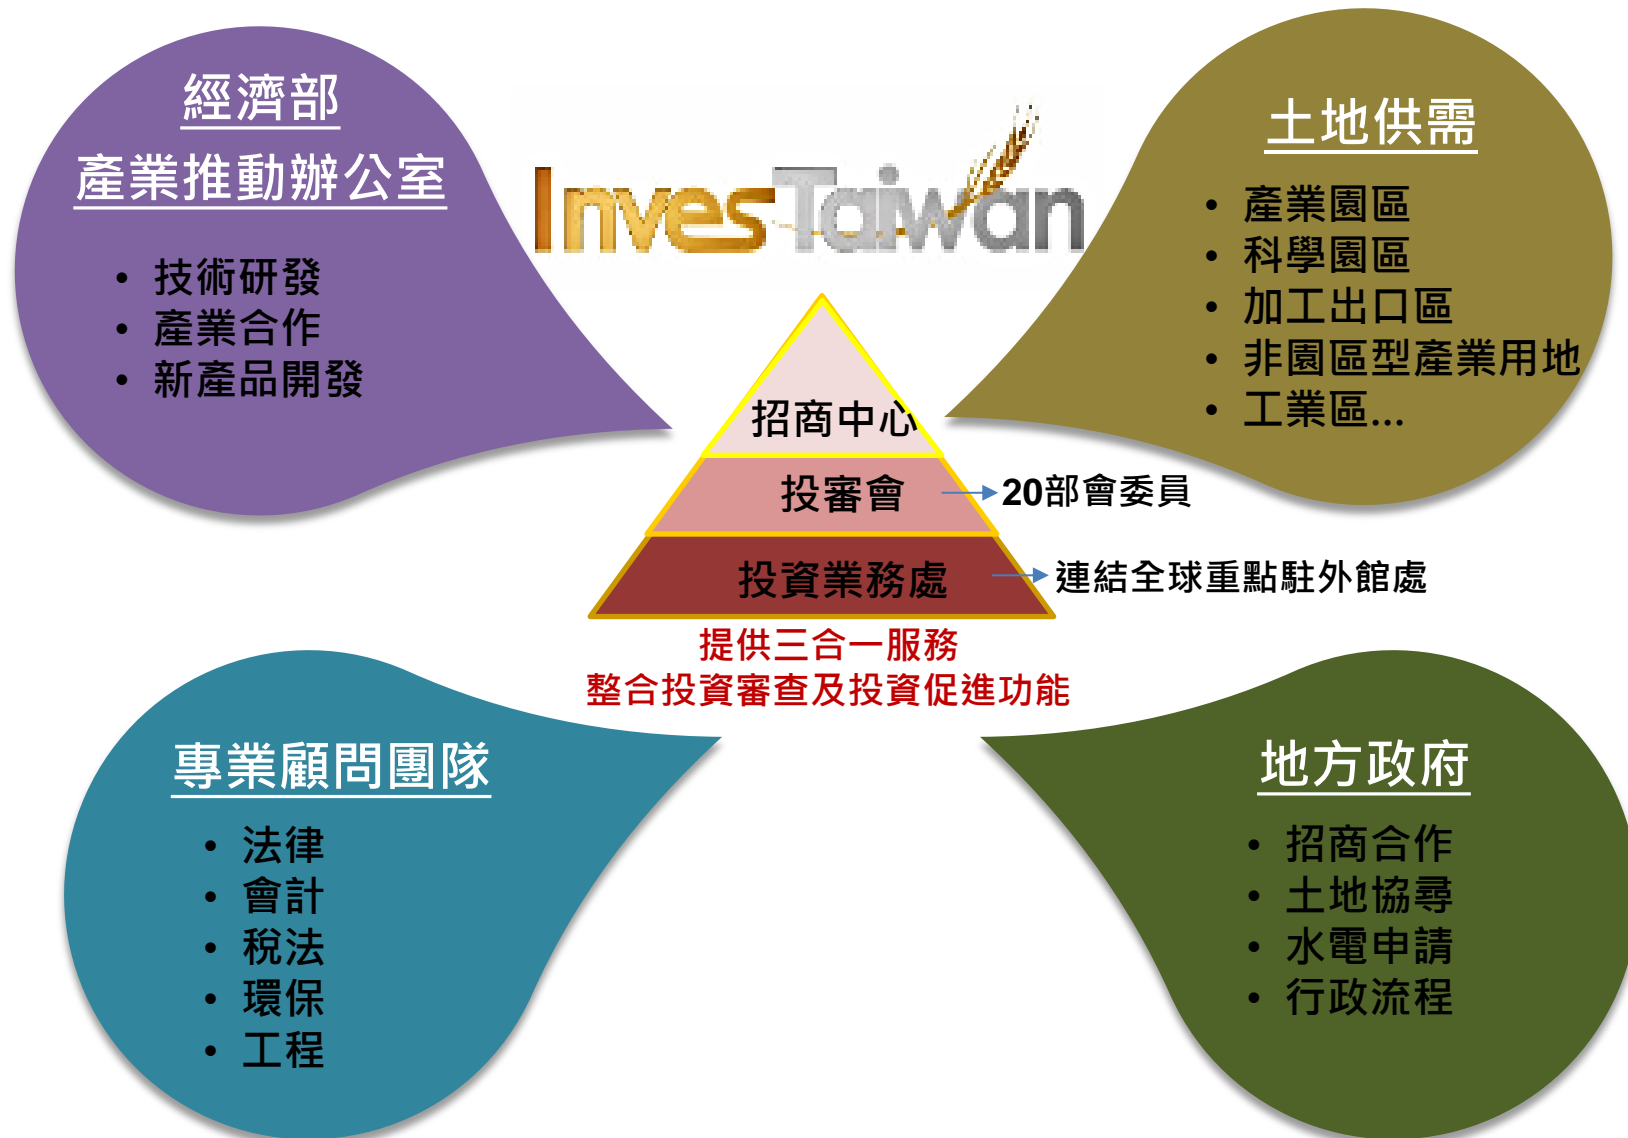 經濟部
產業推動辦公室
• 技術研發
• 產業合作
• 新產品開發
InvesTaiwan
土地供需
• 產業園區
• 科學園區
• 加工出口區
• 非園區型產業用地
• 工業區...
招商中心
投審會
20部會委員
投資業務處
連結全球重點駐外館處
提供三合一服務
整合投資審查及投資促進功能
專業顧問團隊
• 法律
• 會計
• 稅法
• 環保
• 工程
地方政府
• 招商合作
• 土地協尋
• 水電申請
• 行政流程